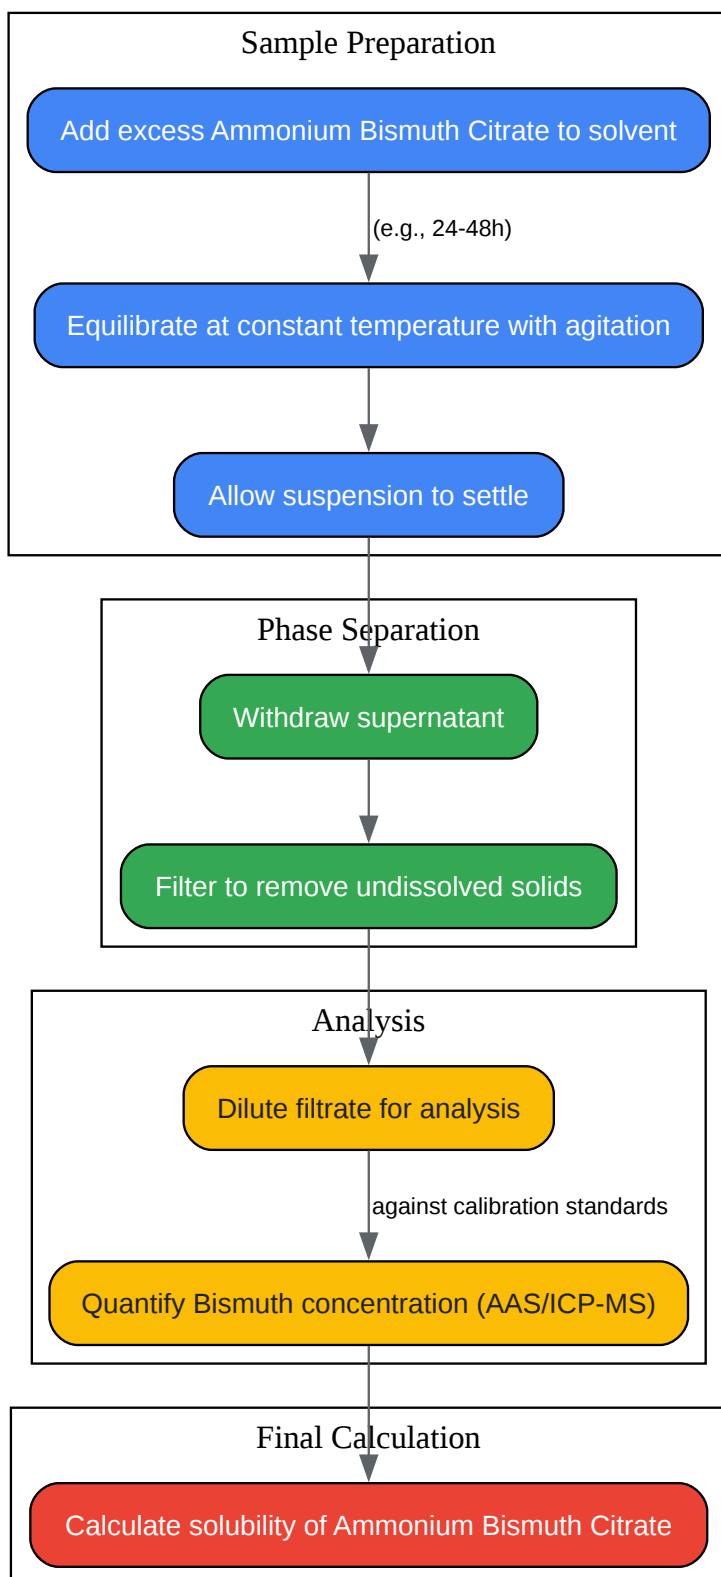 Sample Preparation
Add excess Ammonium Bismuth Citrate to solvent
(e.g., 24-48h)
Equilibrate at constant temperature with agitation
Allow suspension to settle
Phase Separation
Withdraw supernatant
Filter to remove undissolved solids
Analysis
Dilute filtrate for analysis
against calibration standards
Quantify Bismuth concentration (AAS/ICP-MS)
Final Calculation
Calculate solubility of Ammonium Bismuth Citrate